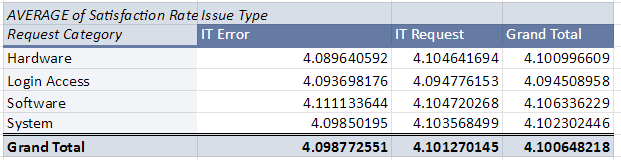 AVERAGE of Satisfaction Rate Issue Type
Request Category IT Error IT Request Grand Total
Hardware 4.089640592 4.104641694 4.100996609
Login Access 4.093698176 4.094776153 4.094508958
Software 4.111133644 4.104720268 4.106336229
System 4.09850195 4.103568499 4.102302446
Grand Total 4.098772551 4.101270145 4.100648218